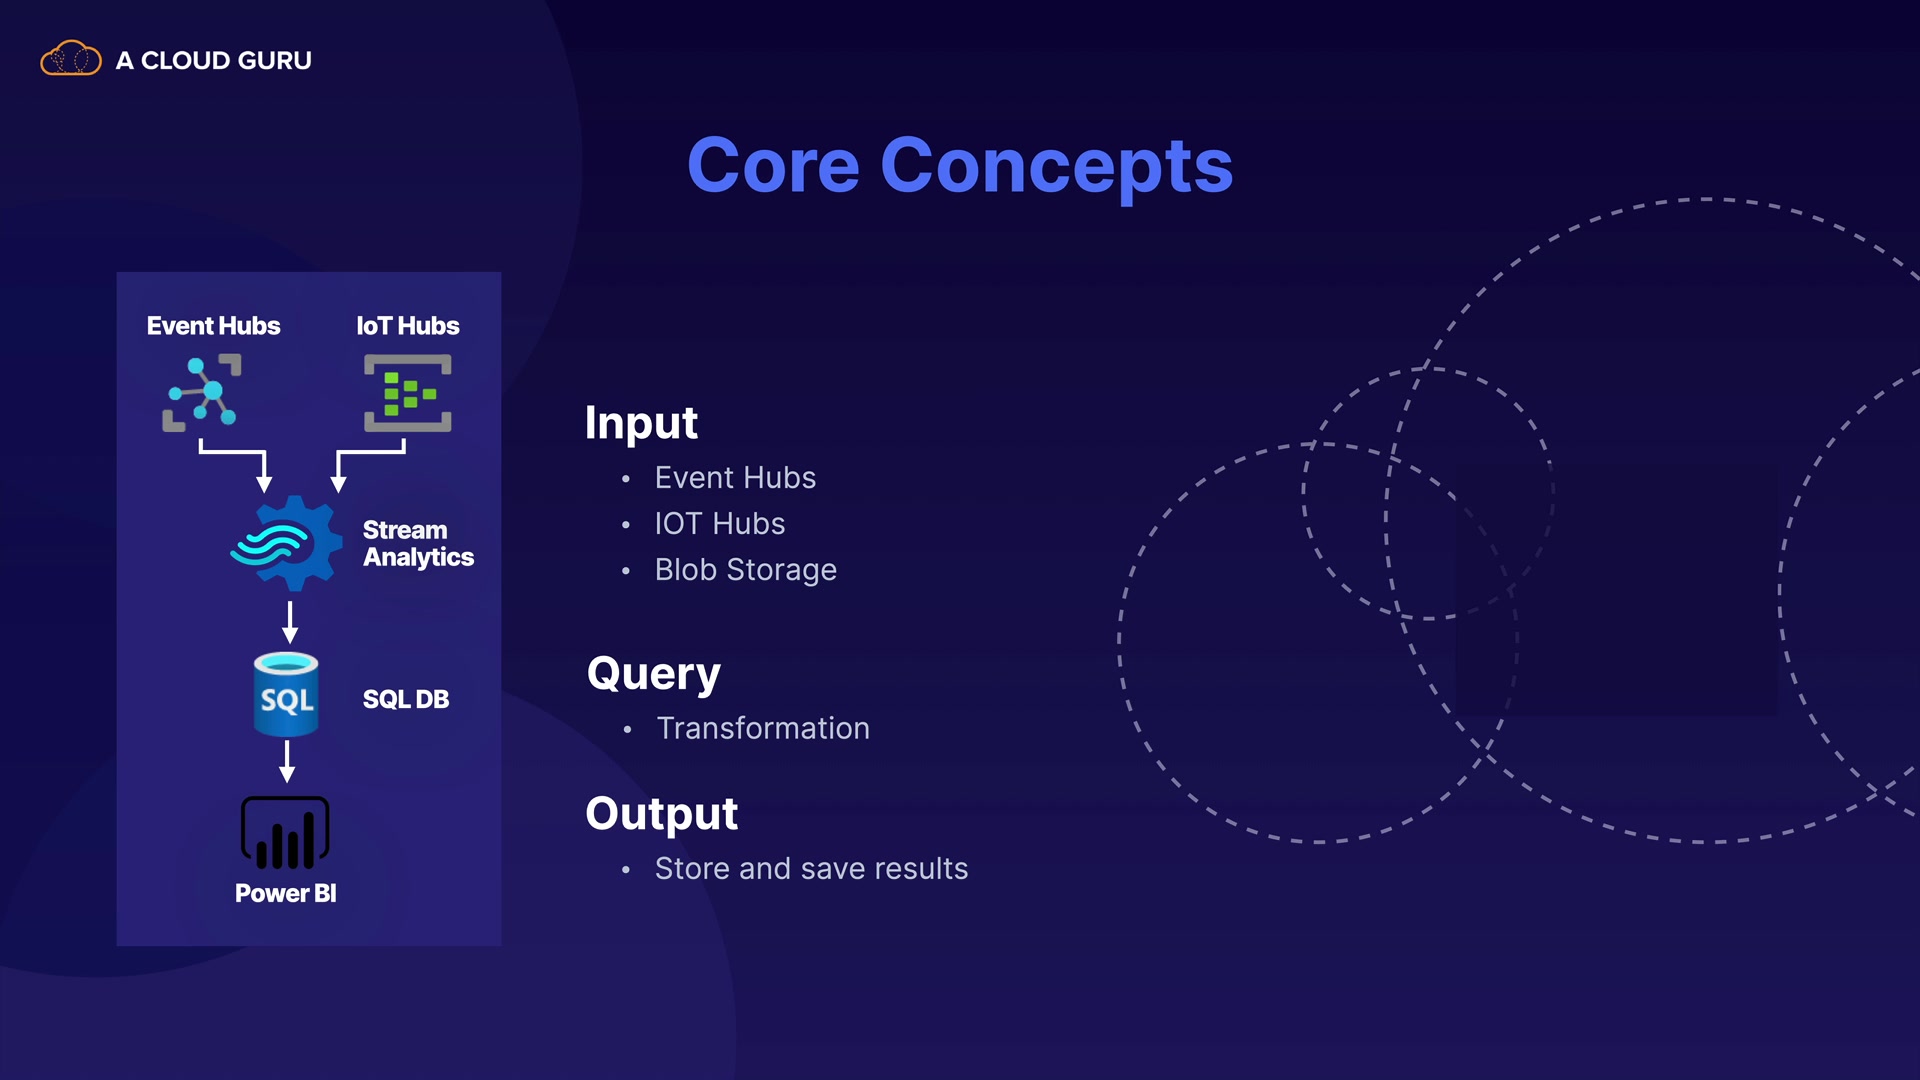 A CLOUD GURU
Core Concepts
Event Hubs
IoT Hubs
Stream
Analytics
SQL
SQL DB
Power BI
Input
• Event Hubs
• IOT Hubs
• Blob Storage
Query
• Transformation
Output
• Store and save results